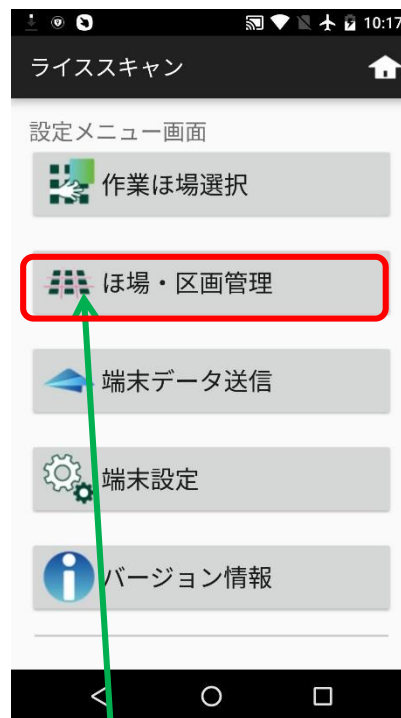 10:17
ライススキャン
設定メニュー画面
作業ほ場選択
ほ場・区画管理
端末データ送信
端末設定
バージョン情報